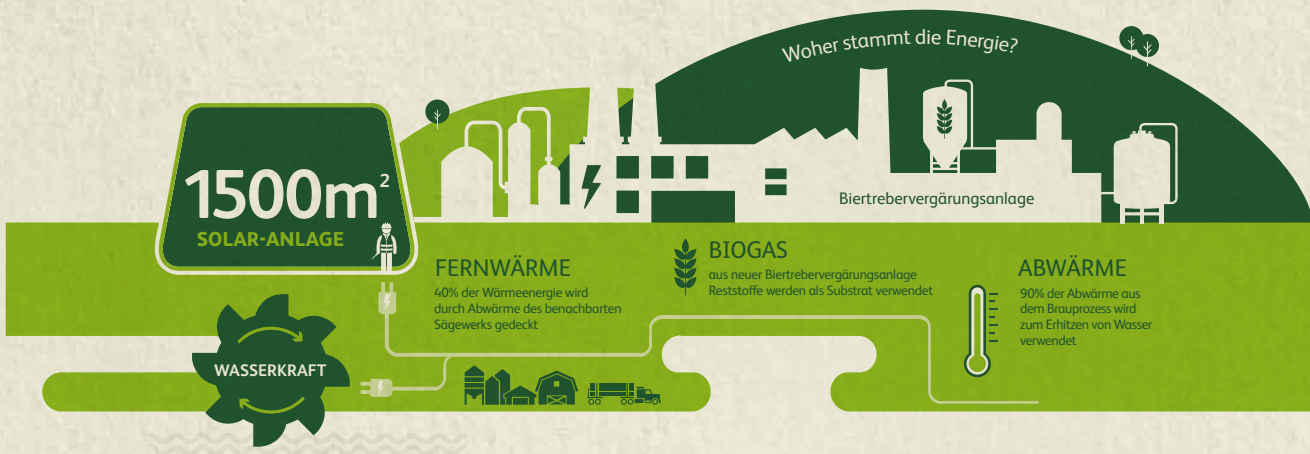 Woher stammt die Energie?
1500m²
SOLAR-ANLAGE
Biertrebervergärungsanlage
FERNWÄRME
40% der Wärmeenergie wird
durch Abwärme des benachbarten
Sägewerks gedeckt
BIOGAS
aus neuer Biertrebervergärungsanlage
Reststoffe werden als Substrat verwendet
ABWÄRME
90% der Abwärme aus
dem Brauprozess wird
zum Erhitzen von Wasser
verwendet
WASSERKRAFT